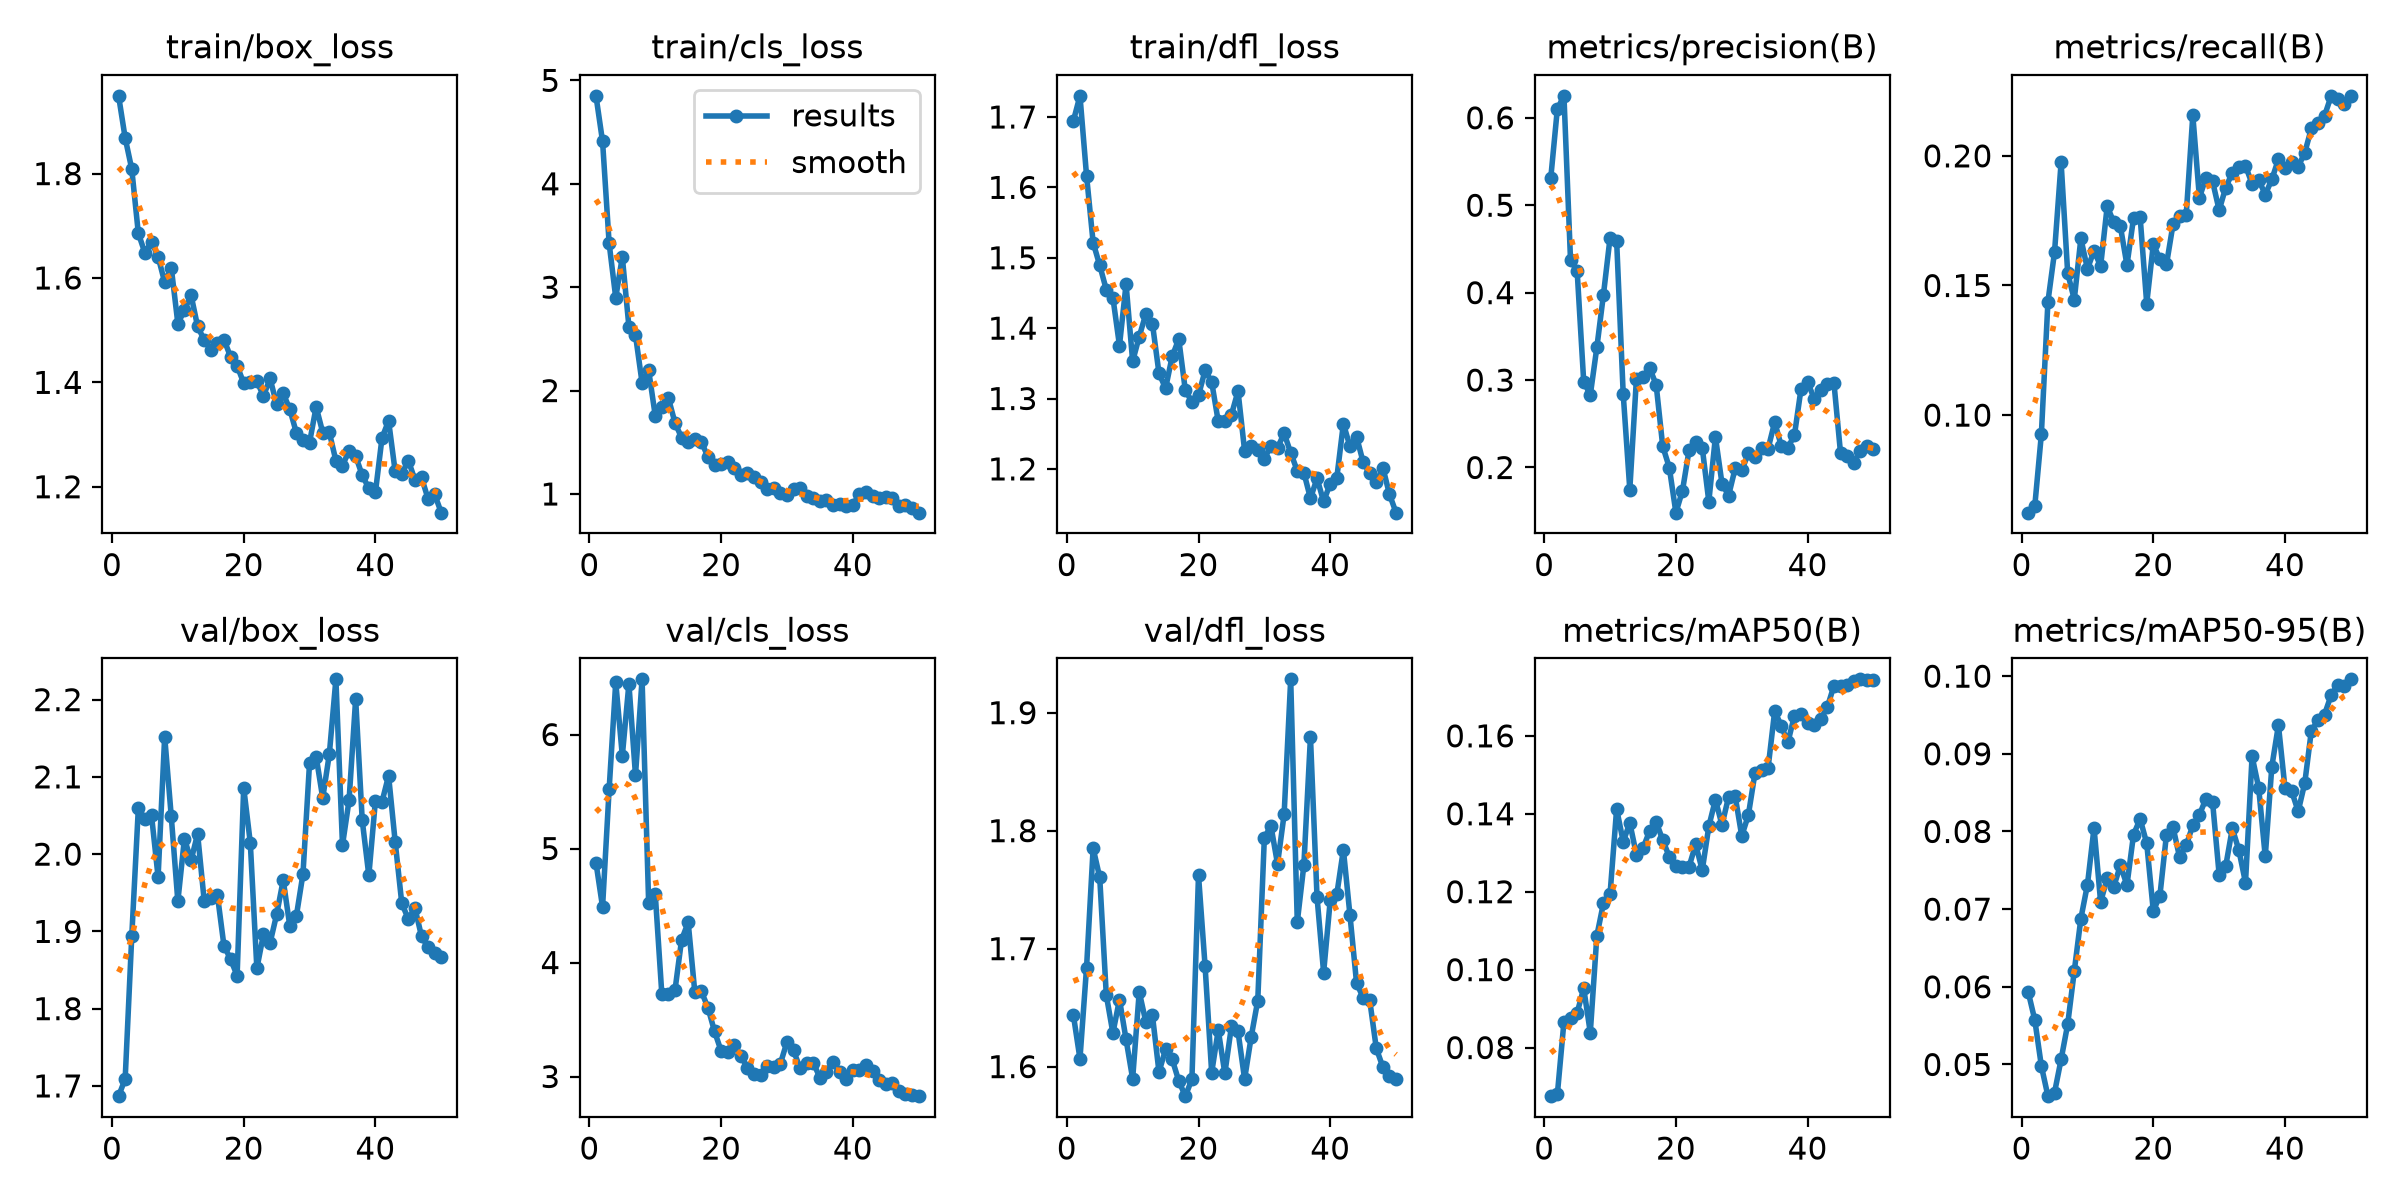 train/box_loss
1.8
1.6
1.4
1.2
0 20 40
train/cls_loss
5
4
3
2
1
results
smooth
0 20 40
train/dfl_loss
1.7
1.6
1.5
1.4
1.3
1.2
0 20 40
metrics/precision(B)
0.6
0.5
0.4
0.3
0.2
0 20 40
metrics/recall(B)
0.20
0.15
0.10
0 20 40
val/box_loss
2.2
2.1
2.0
1.9
1.8
1.7
0 20 40
val/cls_loss
6
5
4
3
0 20 40
val/dfl_loss
1.9
1.8
1.7
1.6
0 20 40
metrics/mAP50(B)
0.16
0.14
0.12
0.10
0.08
0 20 40
metrics/mAP50-95(B)
0.10
0.09
0.08
0.07
0.06
0.05
0 20 40